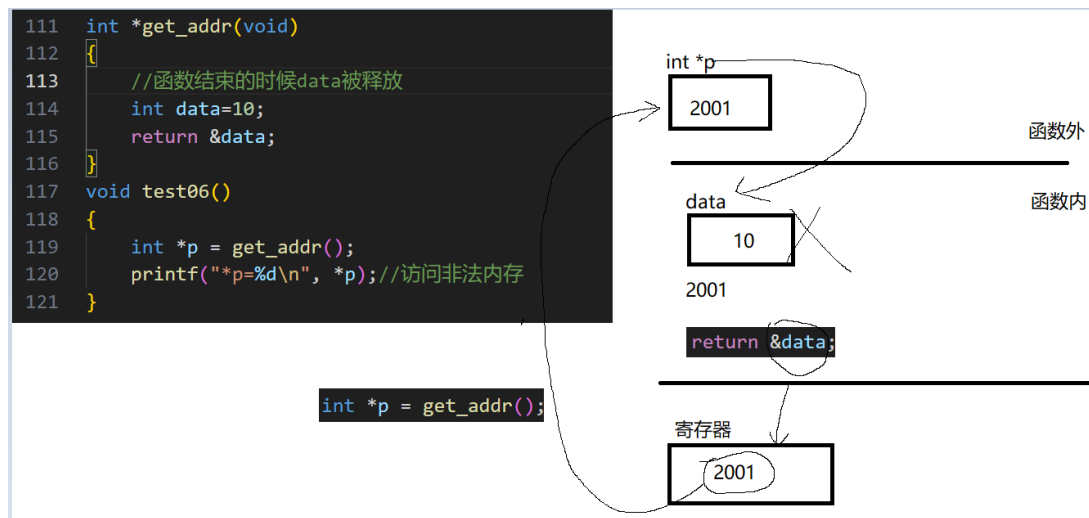 111 int *get_addr(void)
112 {
113     //函数结束的时候data被释放
114     int data=10;
115     return &data;
116 }
117 void test06()
118 {
119     int *p = get_addr();
120     printf("*p=%d\n", *p);//访问非法内存
121 }
int *p
2001
函数外
data
函数内
10
2001
return &data;
int *p = get_addr();
寄存器
2001